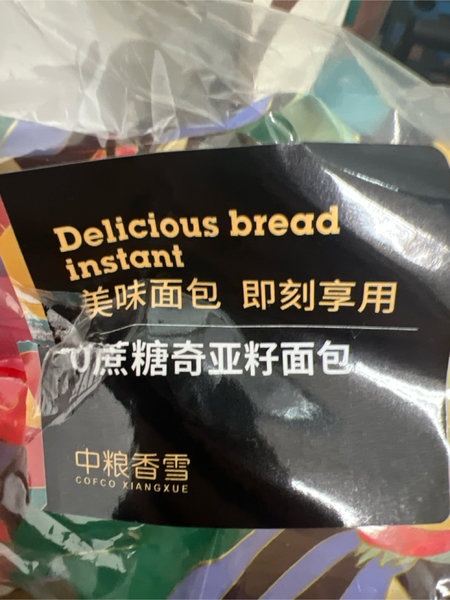 Delicious bread
instant
美味面包 即刻享用
0蔗糖奇亚籽面包
中粮香雪
COFCO XIANGXUE